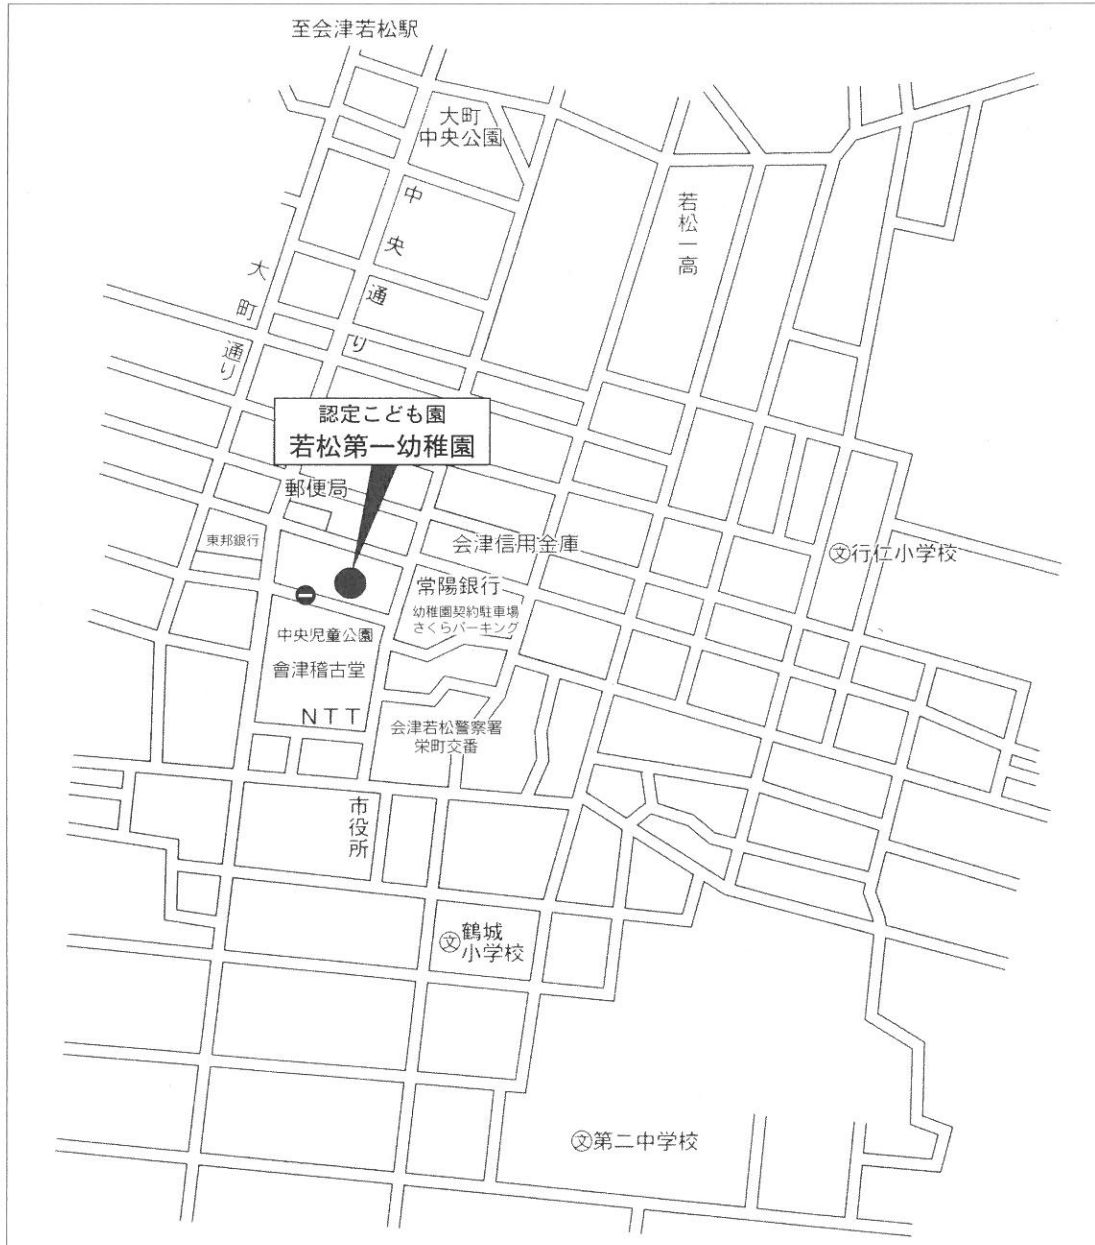 至会津若松駅
大町
中央公園
中央通り
若松一高
大町通り
認定こども園
若松第一幼稚園
郵便局
東邦銀行
会津信用金庫
文行仁小学校
常陽銀行
幼稚園契約駐車場
さくらパーキング
中央児童公園
會津稽古堂
NTT
会津若松警察署
栄町交番
市役所
文鶴城
小学校
文第二中学校